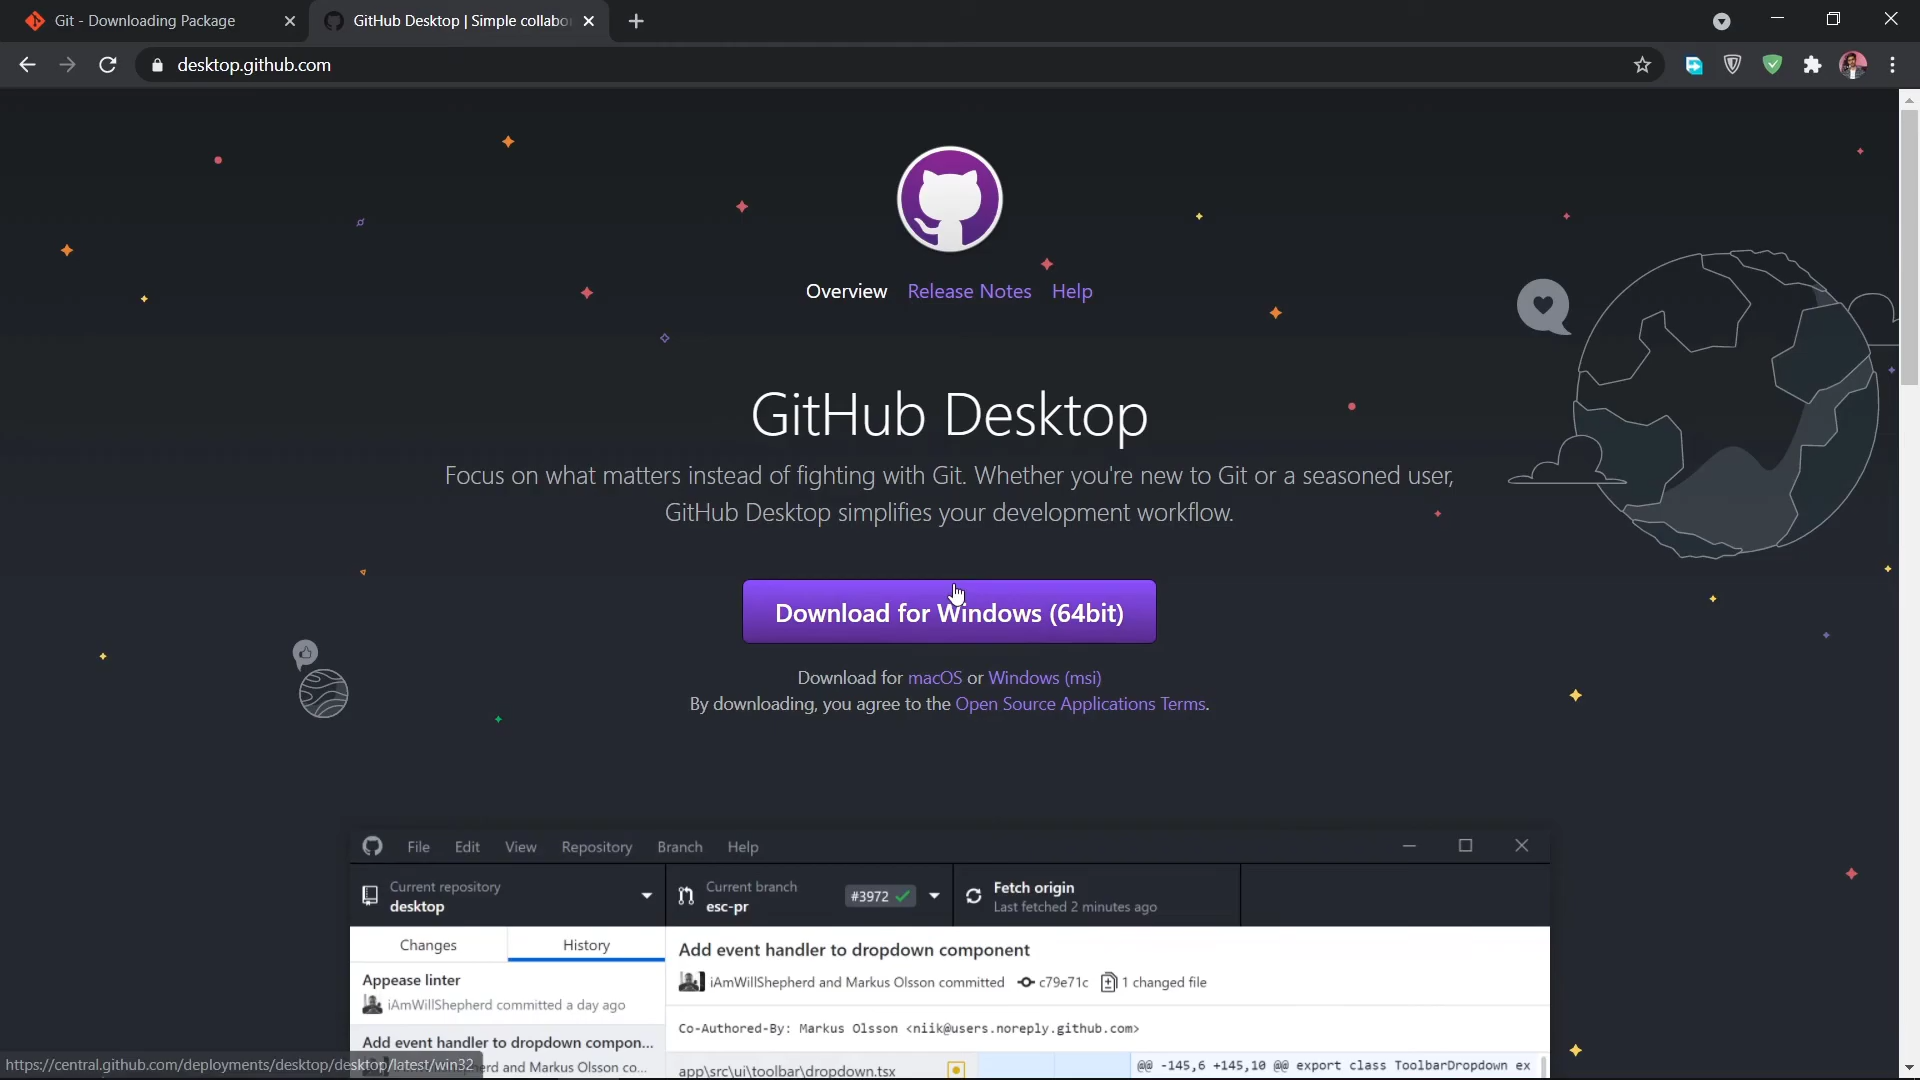 Git - Downloading Package
GitHub Desktop | Simple collabo
desktop.github.com
Overview Release Notes Help
GitHub Desktop
Focus on what matters instead of fighting with Git. Whether you're new to Git or a seasoned user,
GitHub Desktop simplifies your development workflow.
Download for Windows (64bit)
Download for macOS or Windows (msi)
By downloading, you agree to the Open Source Applications Terms.
File Edit View Repository Branch Help
Current repository
desktop
Current branch
esc-pr
#3972
Fetch origin
Last fetched 2 minutes ago
Changes History
Appease linter
iAmWillShepherd committed a day ago
Add event handler to dropdown compon...
erd and Markus Olsson co...
Add event handler to dropdown component
iAmWillShepherd and Markus Olsson committed c79e71c 1 changed file
Co-Authored-By: Markus Olsson <niik@users.noreply.github.com>
app\src\ui\toolbar\dropdown.tsx
@@ -145,6 +145,10 @@ export class ToolbarDropdown ex
https://central.github.com/deployments/desktop/desktop/latest/win32